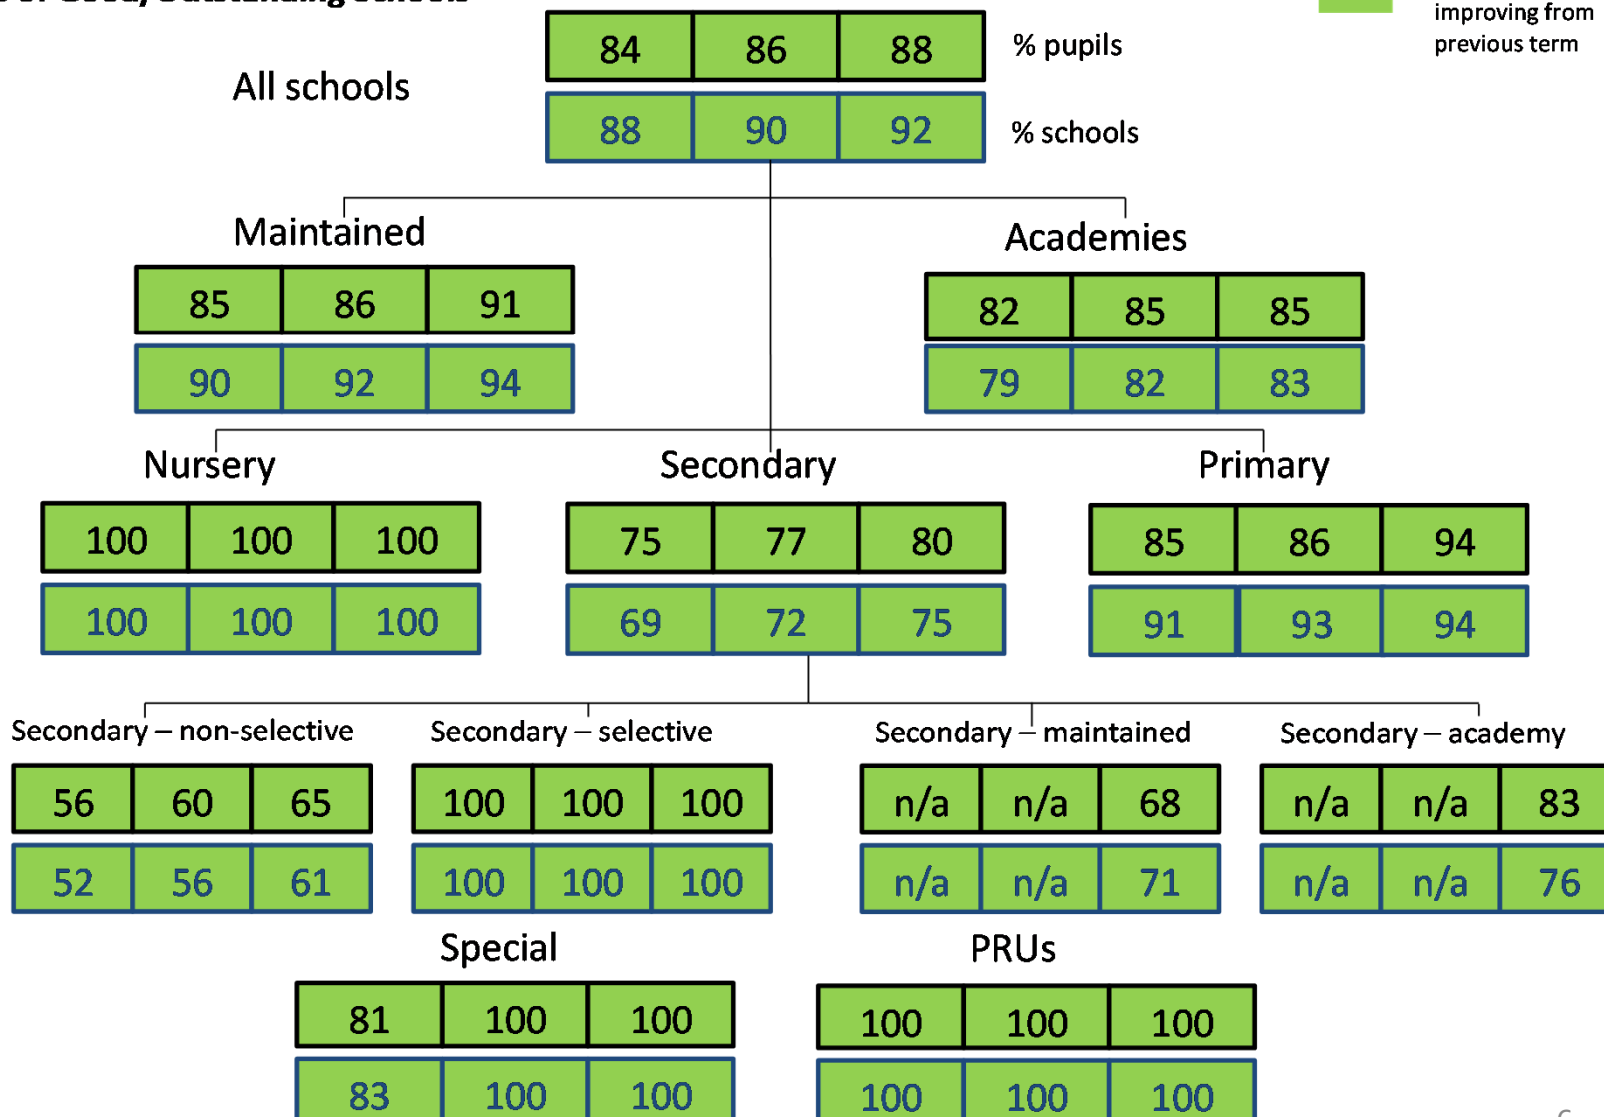 Good/Outstanding Schools
improving from
previous term
84 86 88 % pupils
All schools
88 90 92 % schools
Maintained Academies
85 86 91 82 85 85
90 92 94 79 82 83
Nursery Secondary Primary
100 100 100 75 77 80 85 86 94
100 100 100 69 72 75 91 93 94
Secondary – non-selective Secondary – selective Secondary – maintained Secondary – academy
56 60 65 100 100 100 n/a n/a 68 n/a n/a 83
52 56 61 100 100 100 n/a n/a 71 n/a n/a 76
Special PRUs
81 100 100 100 100 100
83 100 100 100 100 100